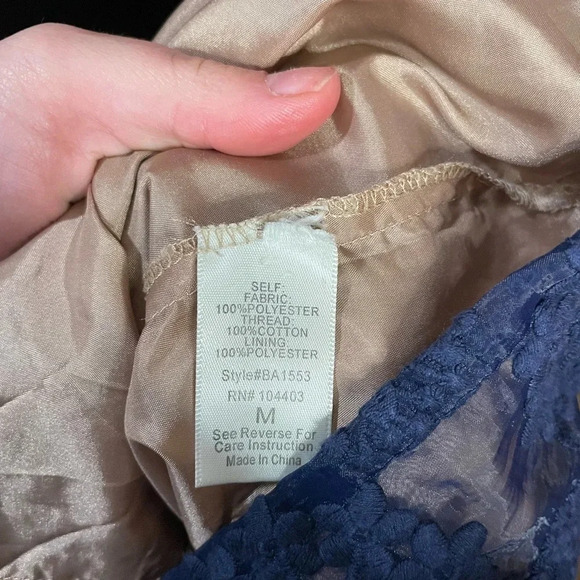 SELF:
FABRIC:
100%POLYESTER
THREAD:
100%COTTON
LINING:
100%POLYESTER
Style#BA1553
RN# 104403
M
See Reverse For
Care Instruction
Made In China